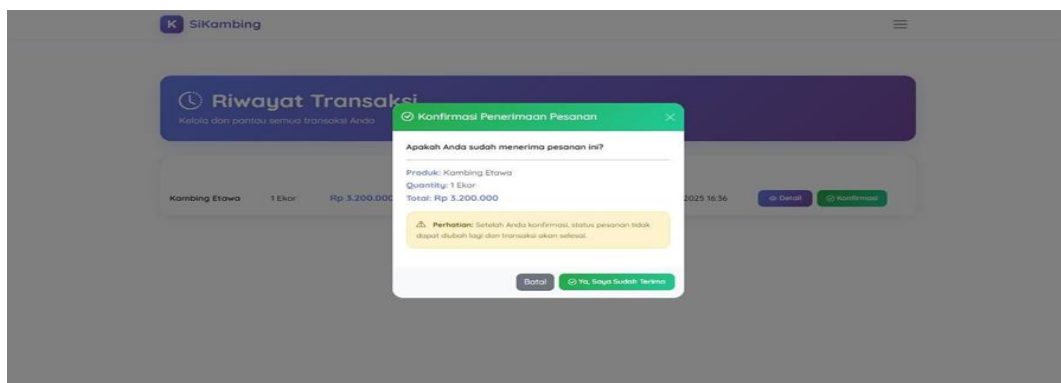 K SiKambing
Riwayat Transaksi
Kelola dan pantau semua transaksi Anda
Konfirmasi Penerimaan Pesanan
Apakah Anda sudah menerima pesanan ini?
Produk: Kambing Etawa
Quantity: 1 Ekor
Total: Rp 3.200.000
Kambing Etawa 1 Ekor Rp 3.200.000 2025 16:36 Detail Konfirmasi
Perhatian: Setelah Anda konfirmasi, status pesanan tidak
dapat diubah lagi dan transaksi akan selesai.
Batal Ya, Saya Sudah Terima